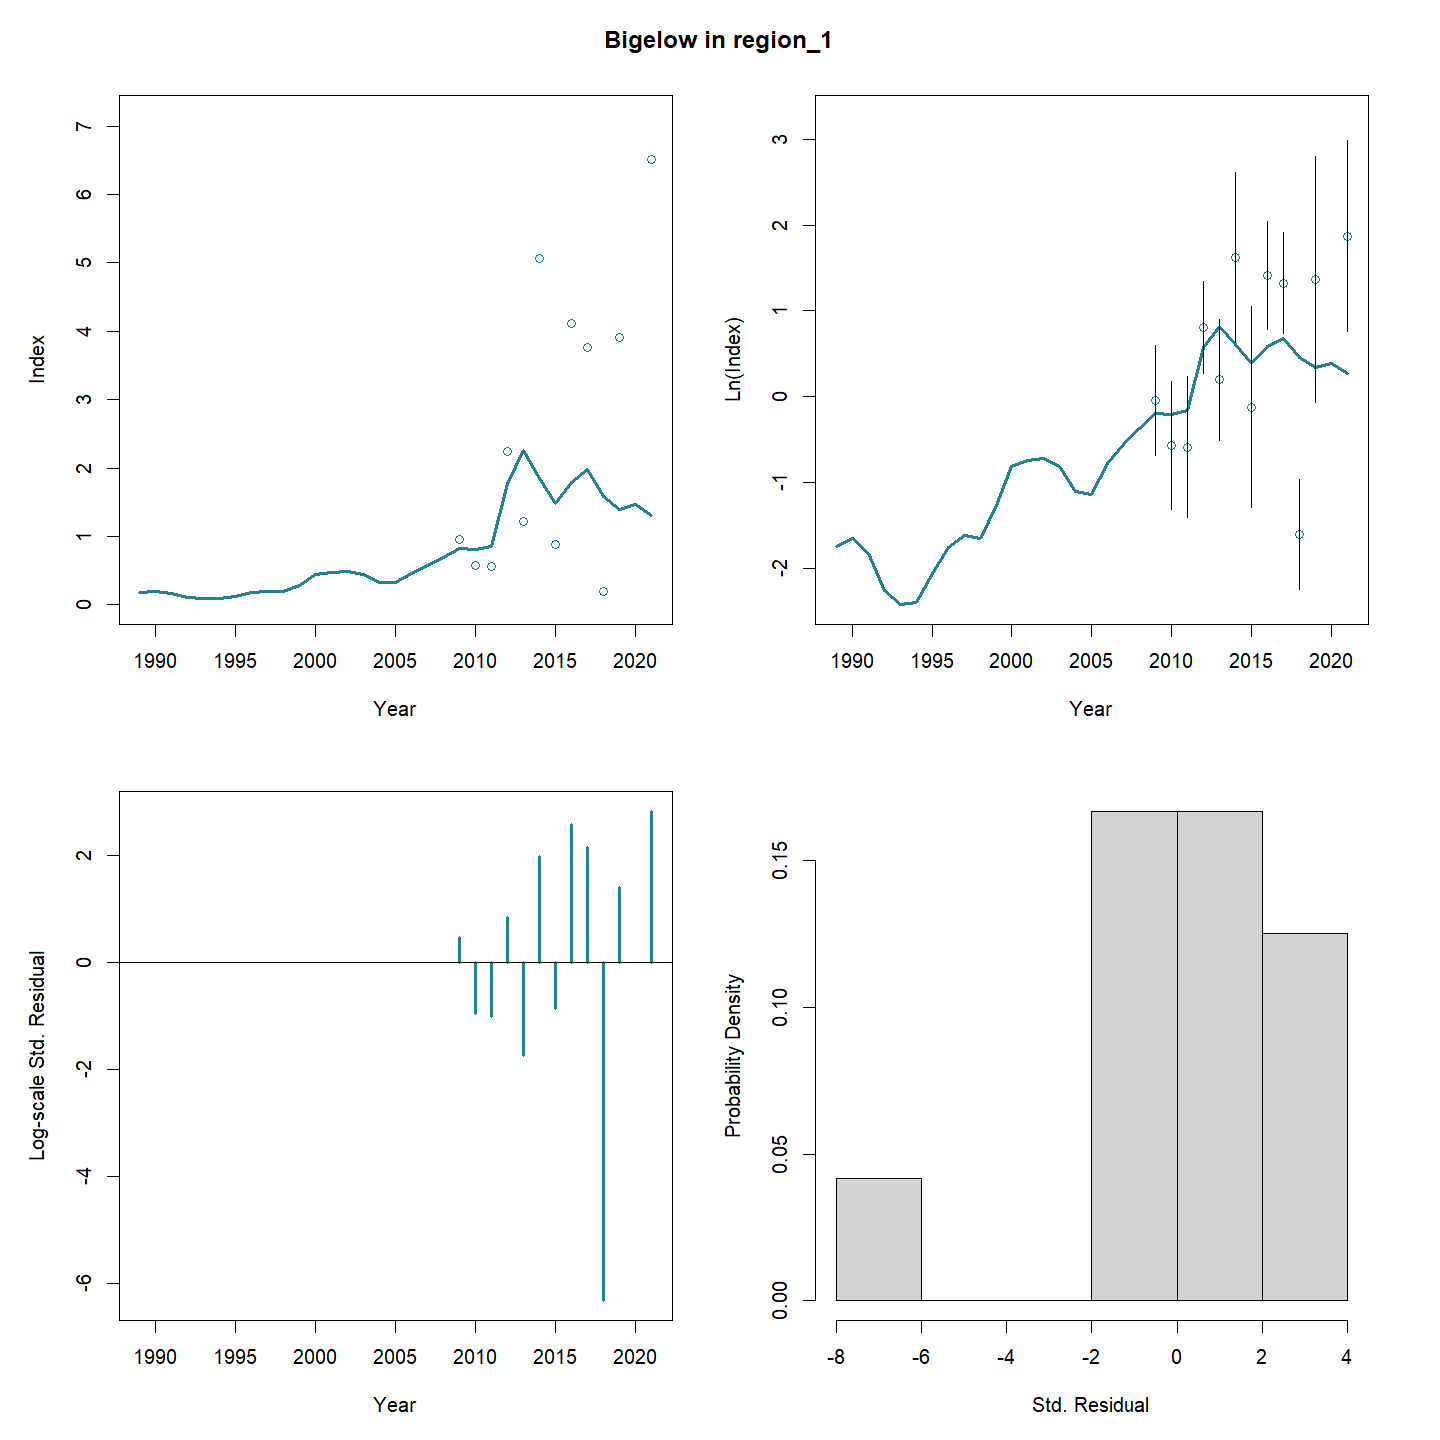 Bigelow in region_1
Index
0 1 2 3 4 5 6 7
1990 1995 2000 2005 2010 2015 2020
Year
Ln(Index)
-2 -1 0 1 2 3
1990 1995 2000 2005 2010 2015 2020
Year
Log-scale Std. Residual
-6 -4 -2 0 2
1990 1995 2000 2005 2010 2015 2020
Year
Probability Density
0.00 0.05 0.10 0.15
-8 -6 -4 -2 0 2 4
Std. Residual